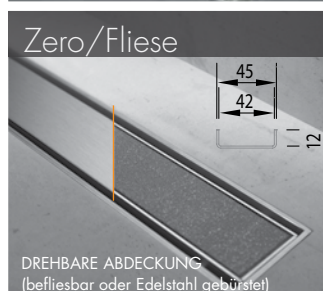 Zero/Fliese
45
42
12
DREHBARE ABDECKUNG
(befliesbar oder Edelstahl gebürstet)